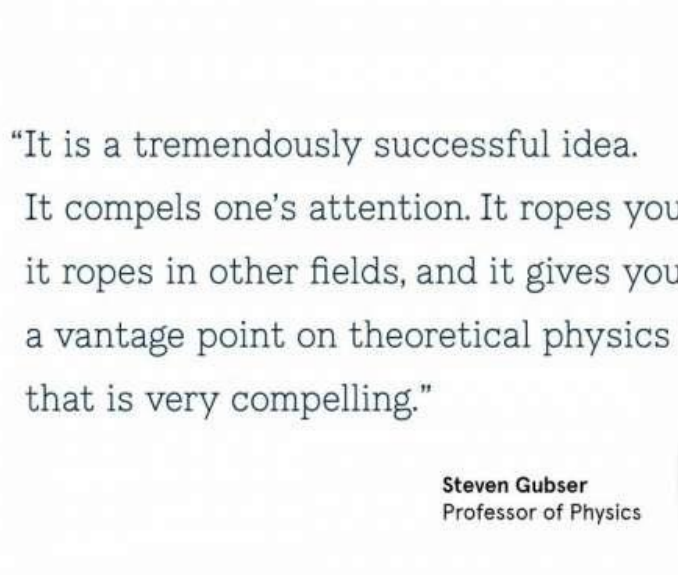 “It is a tremendously successful idea.
It compels one’s attention. It ropes you
it ropes in other fields, and it gives you
a vantage point on theoretical physics
that is very compelling.”
Steven Gubser
Professor of Physics